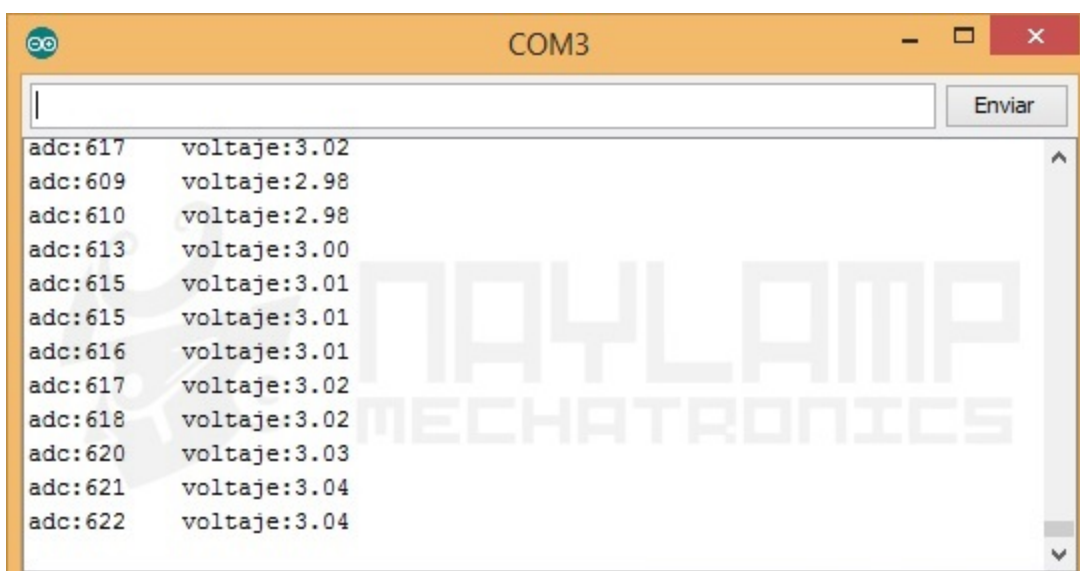 COM3
Enviar
adc:617 voltaje:3.02
adc:609 voltaje:2.98
adc:610 voltaje:2.98
adc:613 voltaje:3.00
adc:615 voltaje:3.01
adc:615 voltaje:3.01
adc:616 voltaje:3.01
adc:617 voltaje:3.02
adc:618 voltaje:3.02
adc:620 voltaje:3.03
adc:621 voltaje:3.04
adc:622 voltaje:3.04
NAYLAMP
MECHATRONICS